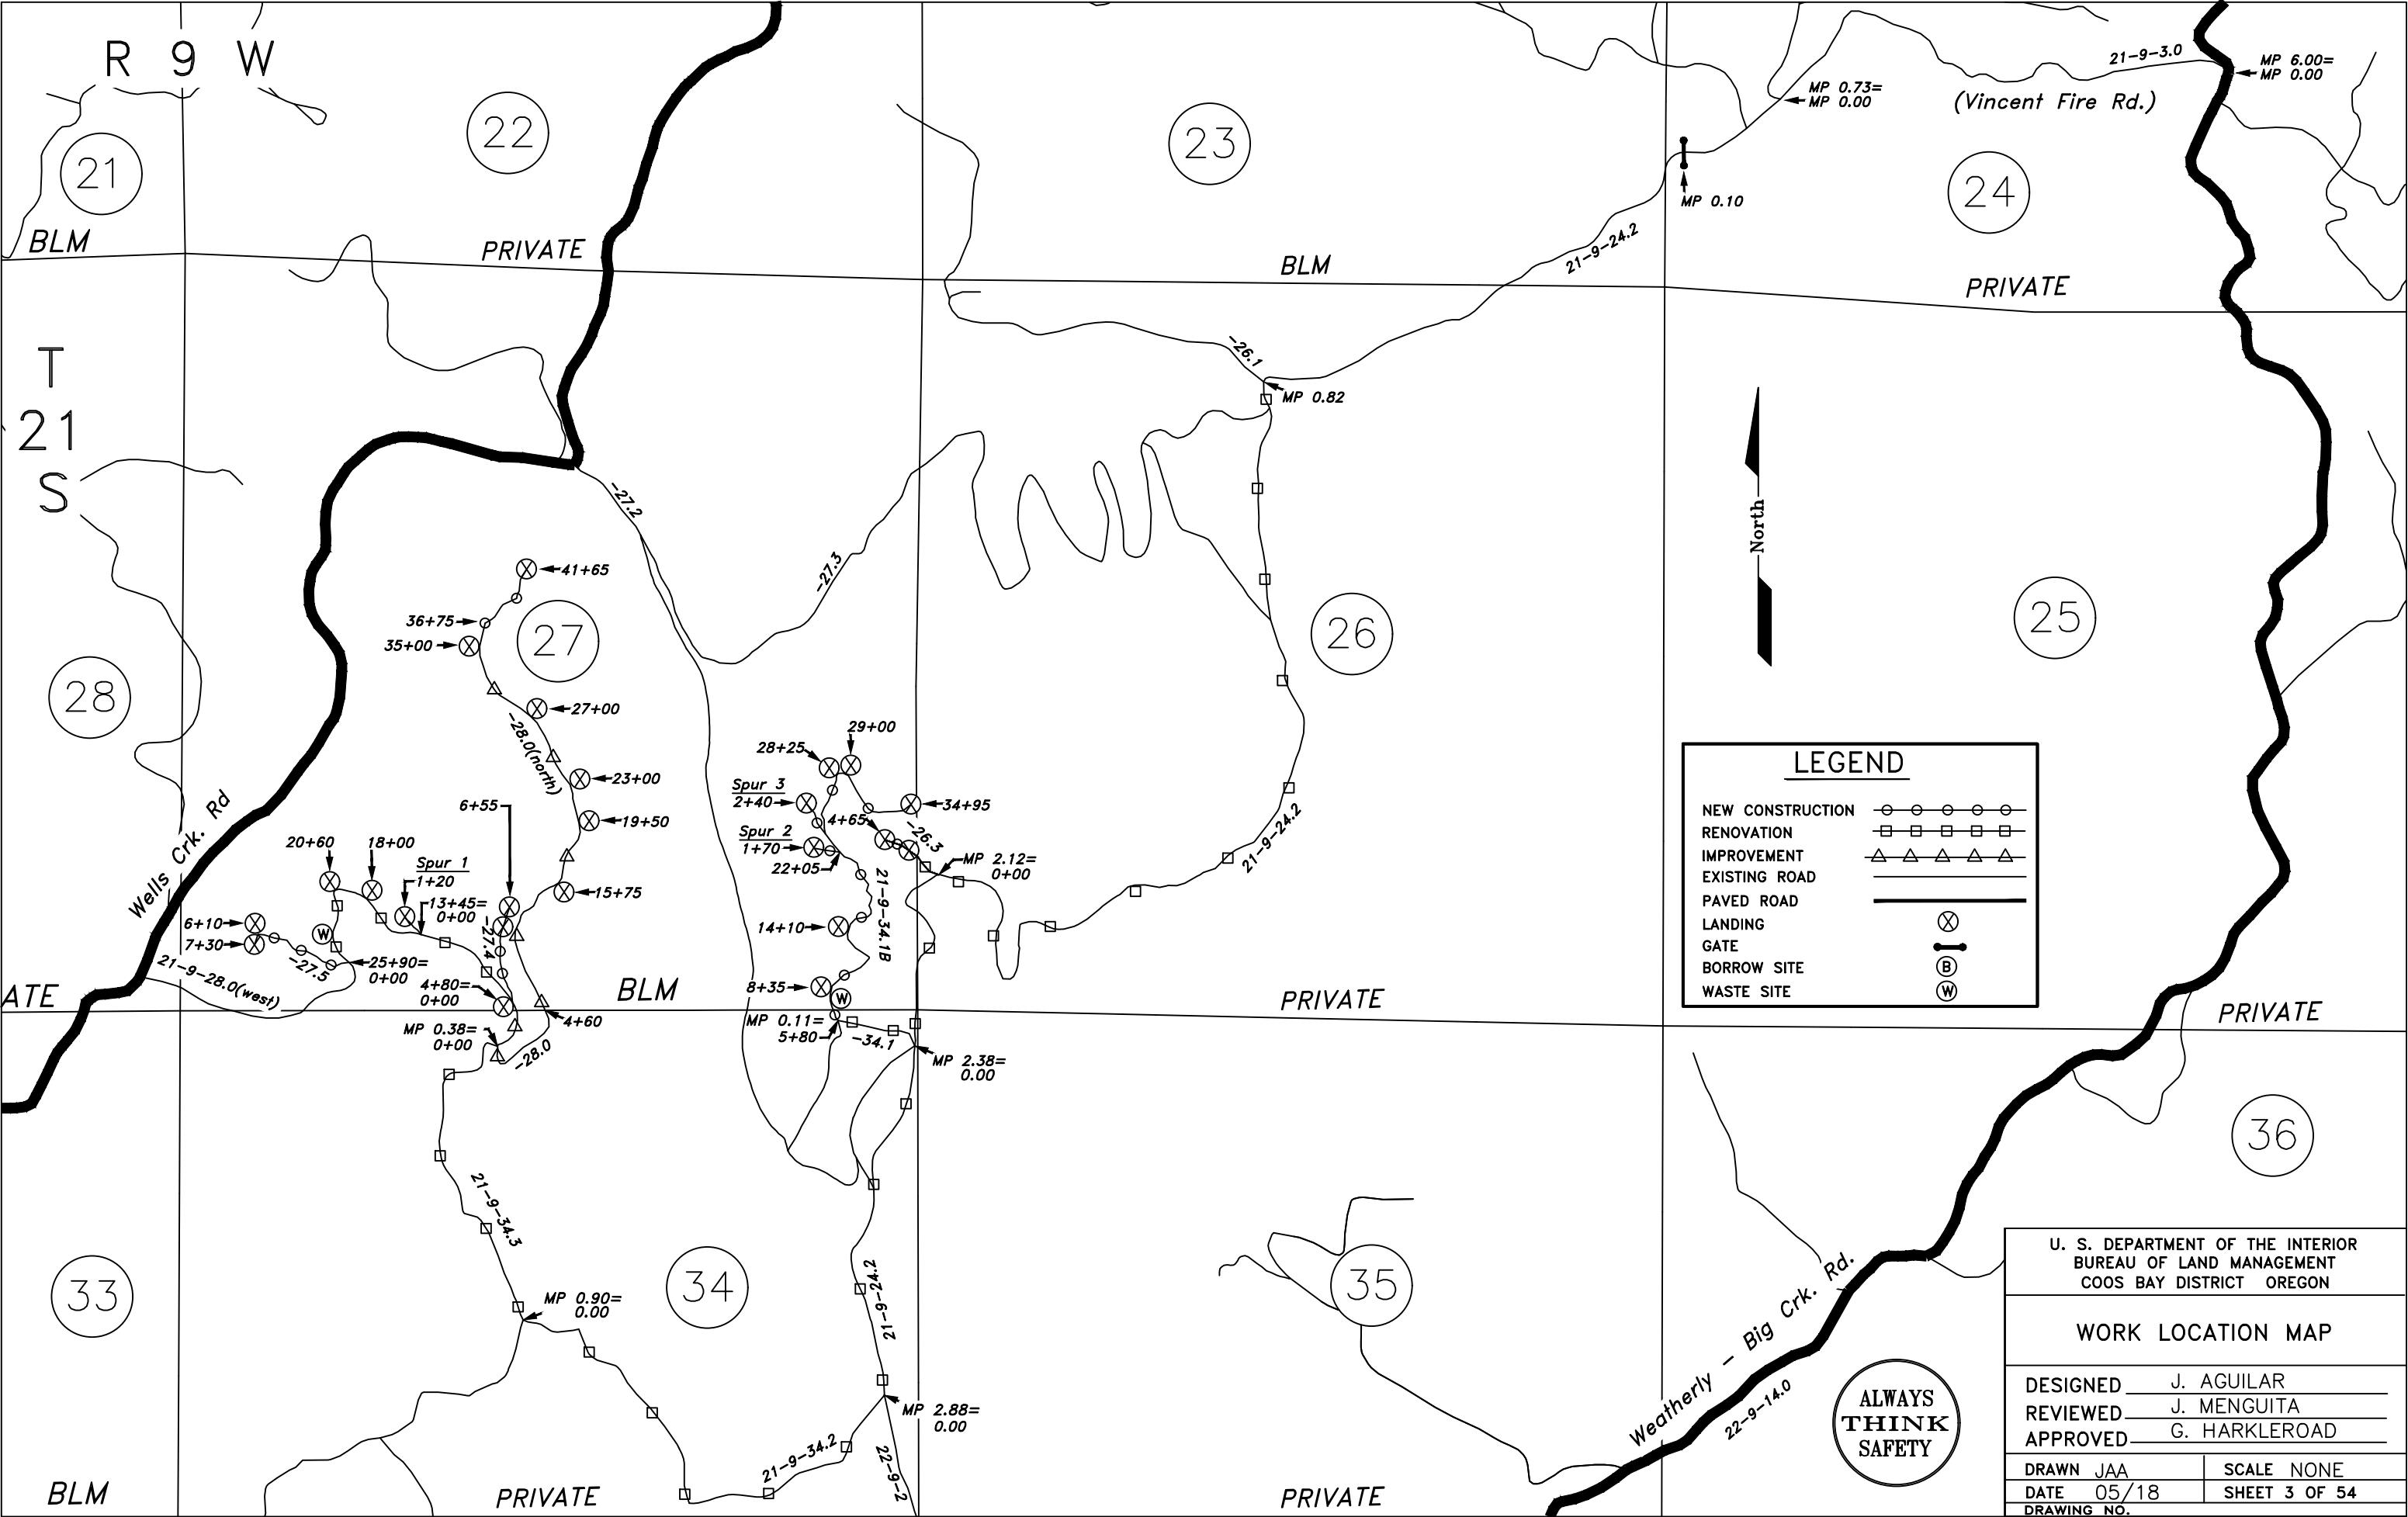 R 9 W
T
21
S
21
22
23
24
BLM
PRIVATE
BLM
PRIVATE
21-9-3.0
(Vincent Fire Rd.)
MP 6.00=
MP 0.00
MP 0.73=
MP 0.00
MP 0.10
21-9-24.2
-26.1
MP 0.82
-27.2
-27.3
North
28
27
26
25
41+65
36+75
35+00
27+00
-28.0(north)
23+00
19+50
15+75
6+55
20+60
18+00
Spur 1
1+20
13+45=
0+00
6+10
7+30
W
-27.5
25+90=
0+00
21-9-28.0(west)
-27.4
4+80=
0+00
Wells Crk. Rd
29+00
28+25
Spur 3
2+40
4+65
34+95
-26.3
Spur 2
1+70
22+05
MP 2.12=
0+00
21-9-34.1B
14+10
8+35
W
21-9-24.2
ATE
BLM
PRIVATE
PRIVATE
MP 0.38=
0+00
4+60
-28.0
MP 0.11=
5+80
-34.1
MP 2.38=
0.00
LEGEND
NEW CONSTRUCTION
RENOVATION
IMPROVEMENT
EXISTING ROAD
PAVED ROAD
LANDING
GATE
BORROW SITE B
WASTE SITE W
33
34
35
36
21-9-34.3
MP 0.90=
0.00
21-9-24.2
MP 2.88=
0.00
21-9-34.2
22-9-2
BLM
PRIVATE
PRIVATE
Weatherly - Big Crk. Rd.
22-9-14.0
ALWAYS
THINK
SAFETY
U. S. DEPARTMENT OF THE INTERIOR
BUREAU OF LAND MANAGEMENT
COOS BAY DISTRICT OREGON
WORK LOCATION MAP
DESIGNED J. AGUILAR
REVIEWED J. MENGUITA
APPROVED G. HARKLEROAD
DRAWN JAA
SCALE NONE
DATE 05/18
SHEET 3 OF 54
DRAWING NO.